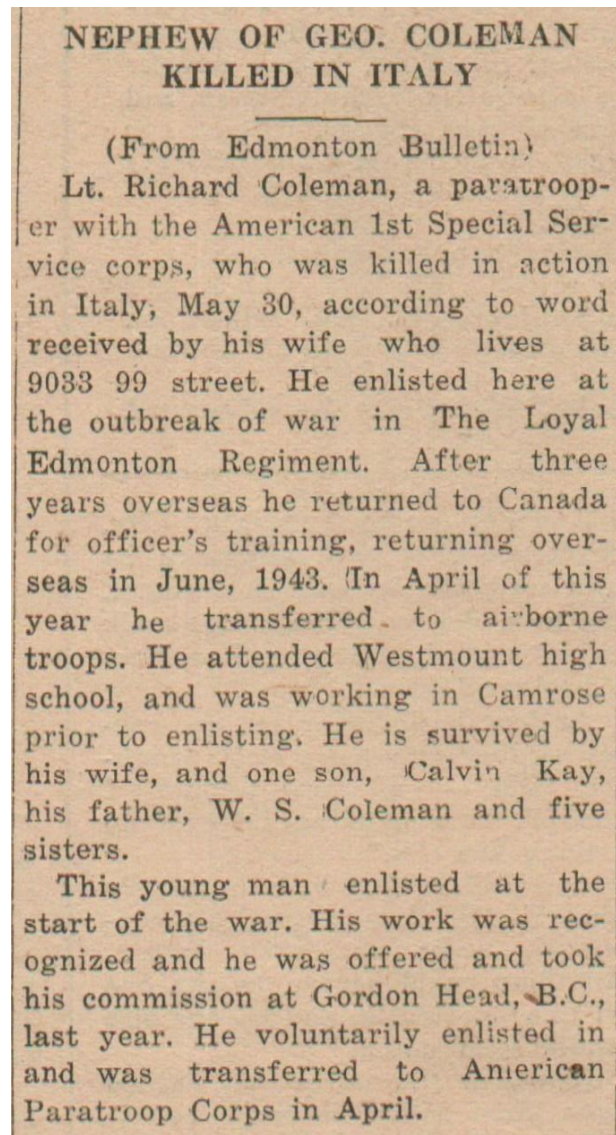 NEPHEW OF GEO. COLEMAN
KILLED IN ITALY
(From Edmonton Bulletin)
Lt. Richard Coleman, a paratroop-
er with the American 1st Special Ser-
vice corps, who was killed in action
in Italy, May 30, according to word
received by his wife who lives at
9033 99 street. He enlisted here at
the outbreak of war in The Loyal
Edmonton Regiment. After three
years overseas he returned to Canada
for officer's training, returning over-
seas in June, 1943. In April of this
year he transferred to airborne
troops. He attended Westmount high
school, and was working in Camrose
prior to enlisting. He is survived by
his wife, and one son, Calvin Kay,
his father, W. S. Coleman and five
sisters.
This young man enlisted at the
start of the war. His work was rec-
ognized and he was offered and took
his commission at Gordon Head, B.C.,
last year. He voluntarily enlisted in
and was transferred to American
Paratroop Corps in April.